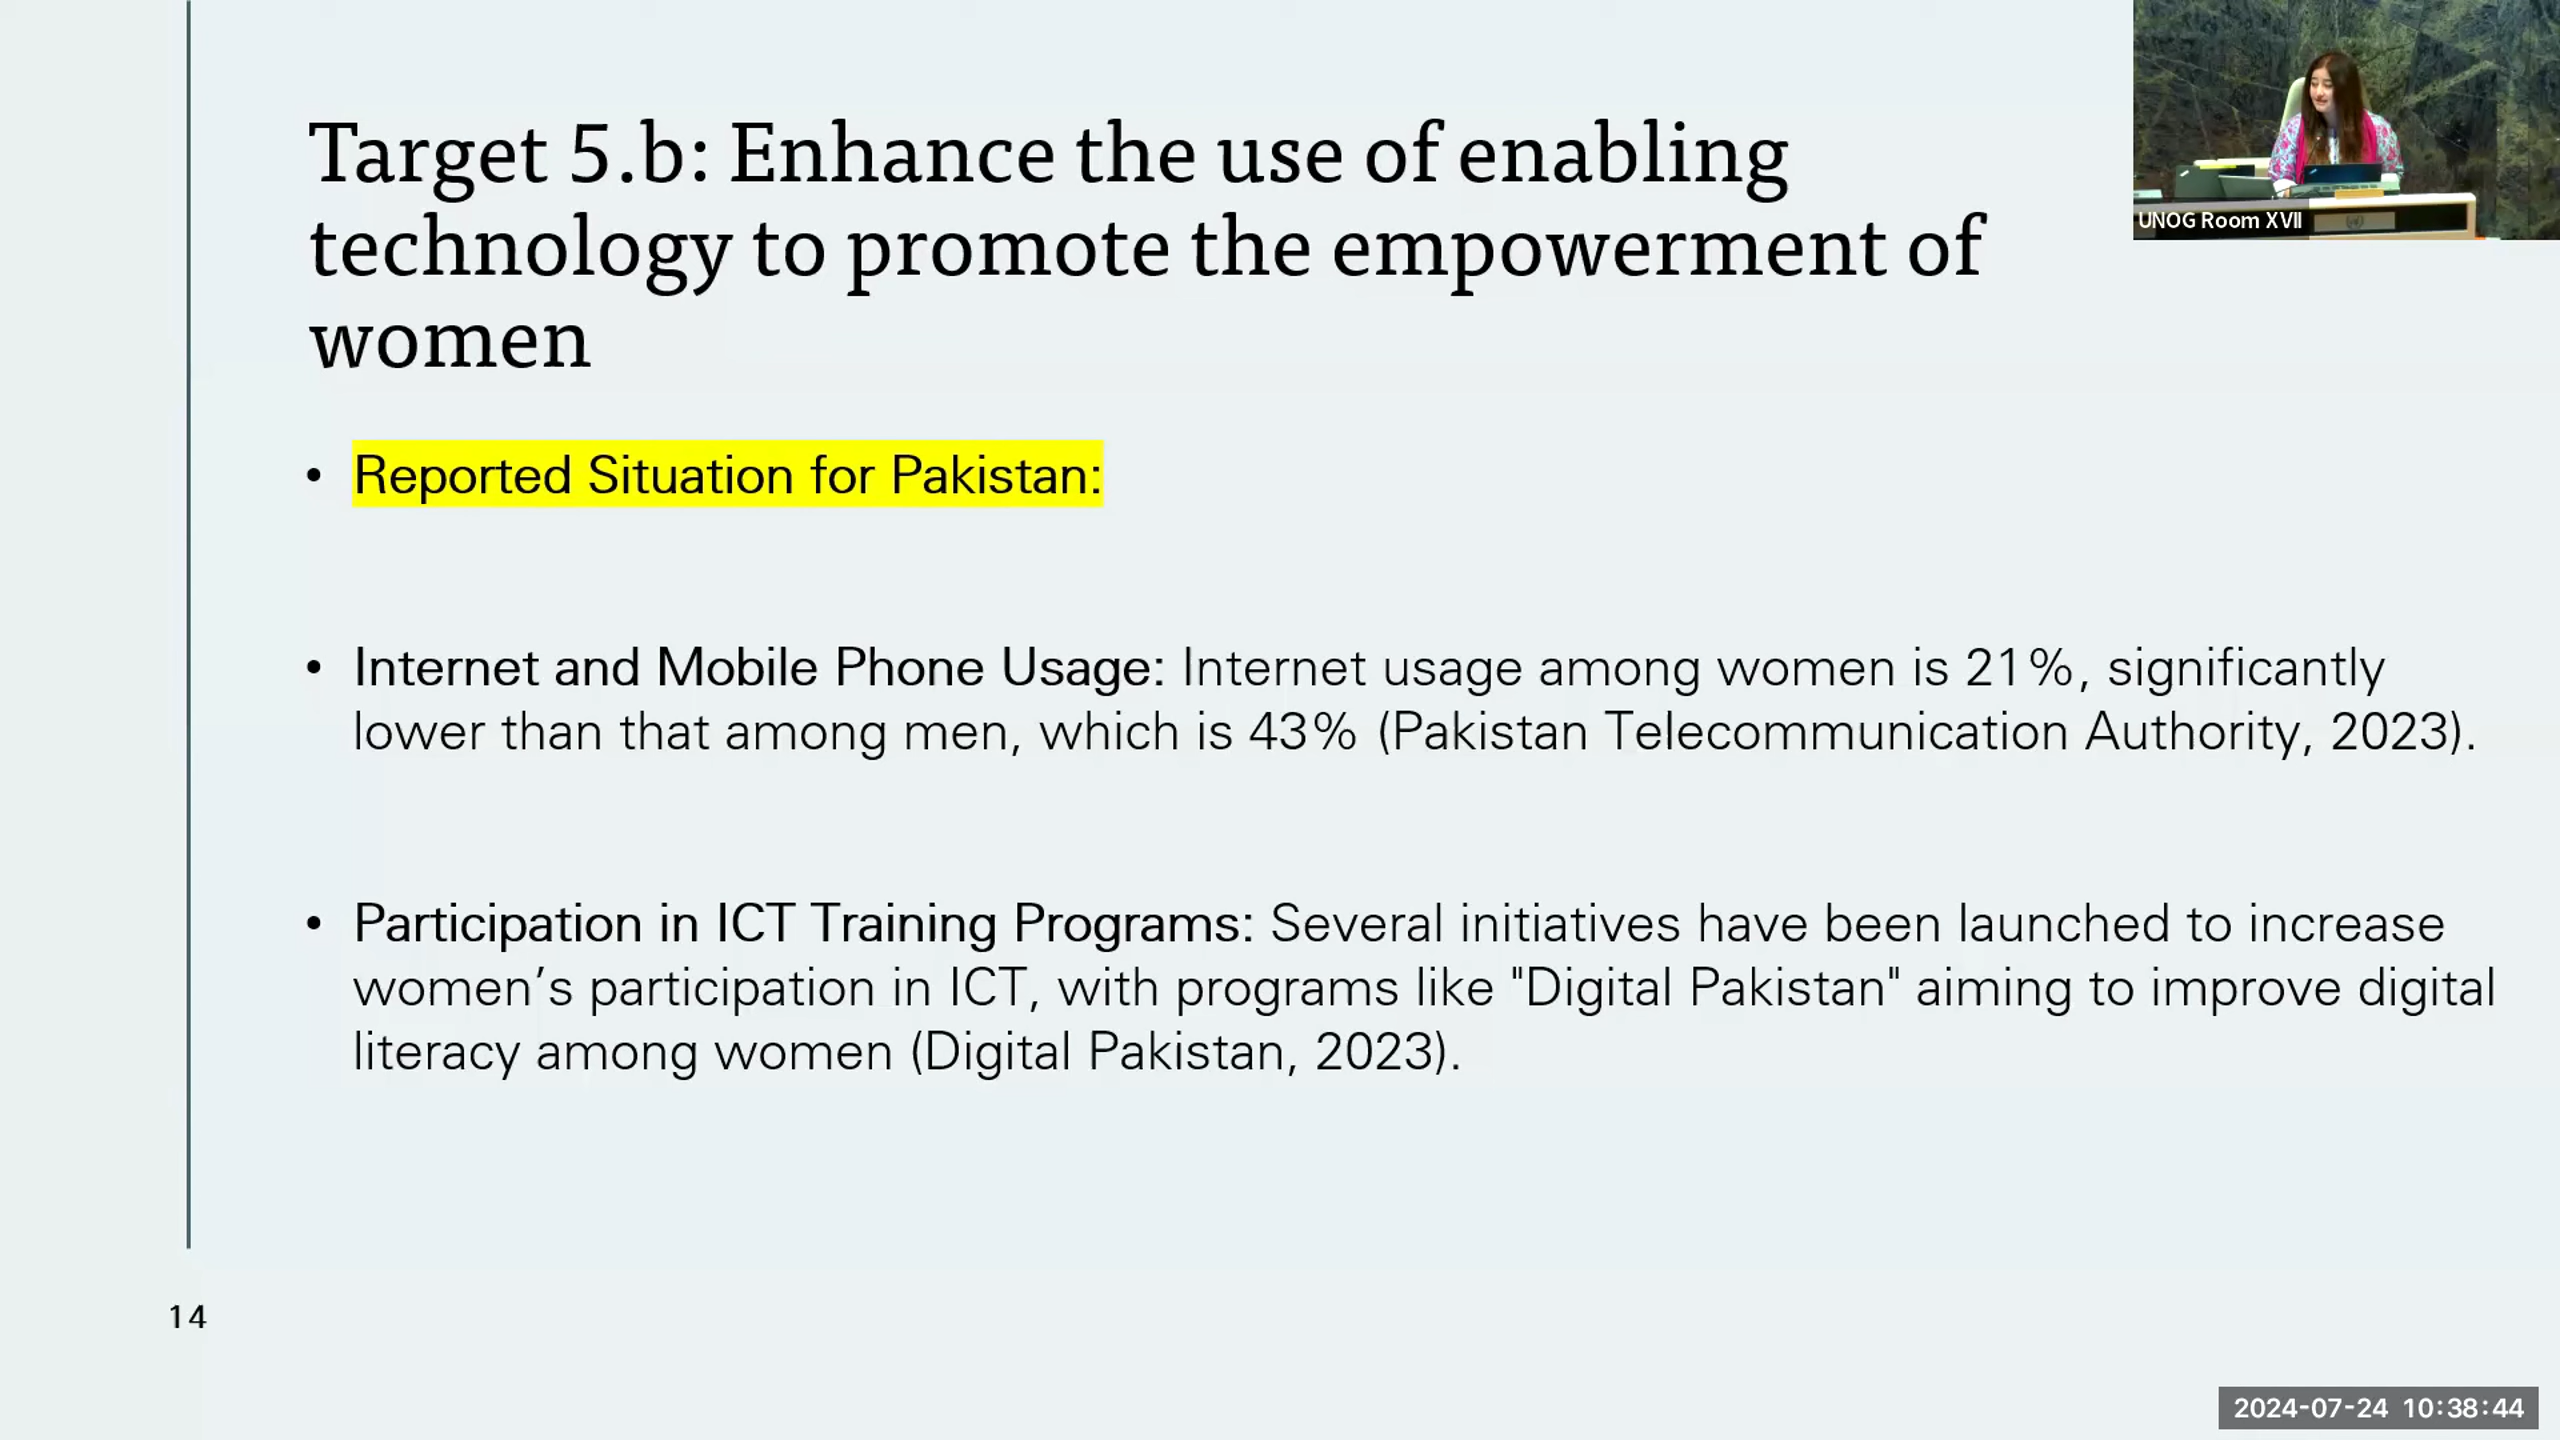 Target 5.b: Enhance the use of enabling
technology to promote the empowerment of
women
UNOG Room XVII
• Reported Situation for Pakistan:
• Internet and Mobile Phone Usage: Internet usage among women is 21%, significantly
lower than that among men, which is 43% (Pakistan Telecommunication Authority, 2023).
• Participation in ICT Training Programs: Several initiatives have been launched to increase
women’s participation in ICT, with programs like "Digital Pakistan" aiming to improve digital
literacy among women (Digital Pakistan, 2023).
14
2024-07-24 10:38:44